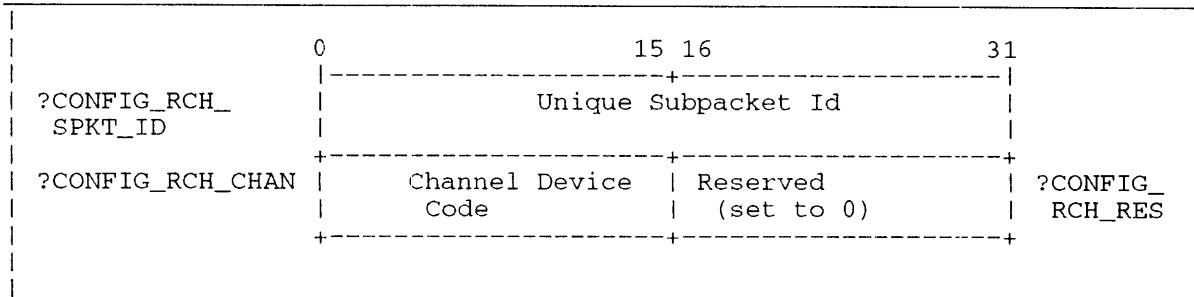 0 15 16 31
?CONFIG_RCH_ Unique Subpacket Id
SPKT_ID
?CONFIG_RCH_CHAN Channel Device Reserved ?CONFIG_
Code (set to 0) RCH_RES